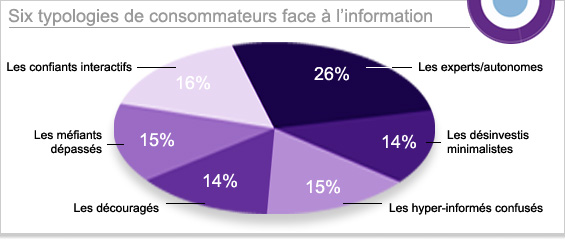 Six typologies de consommateurs face à l'information
Les confiants interactifs
16%
26%
Les experts/autonomes
Les méfiants
dépassés
15%
14%
Les désinvestis
minimalistes
Les découragés
14%
15%
Les hyper-informés confusés